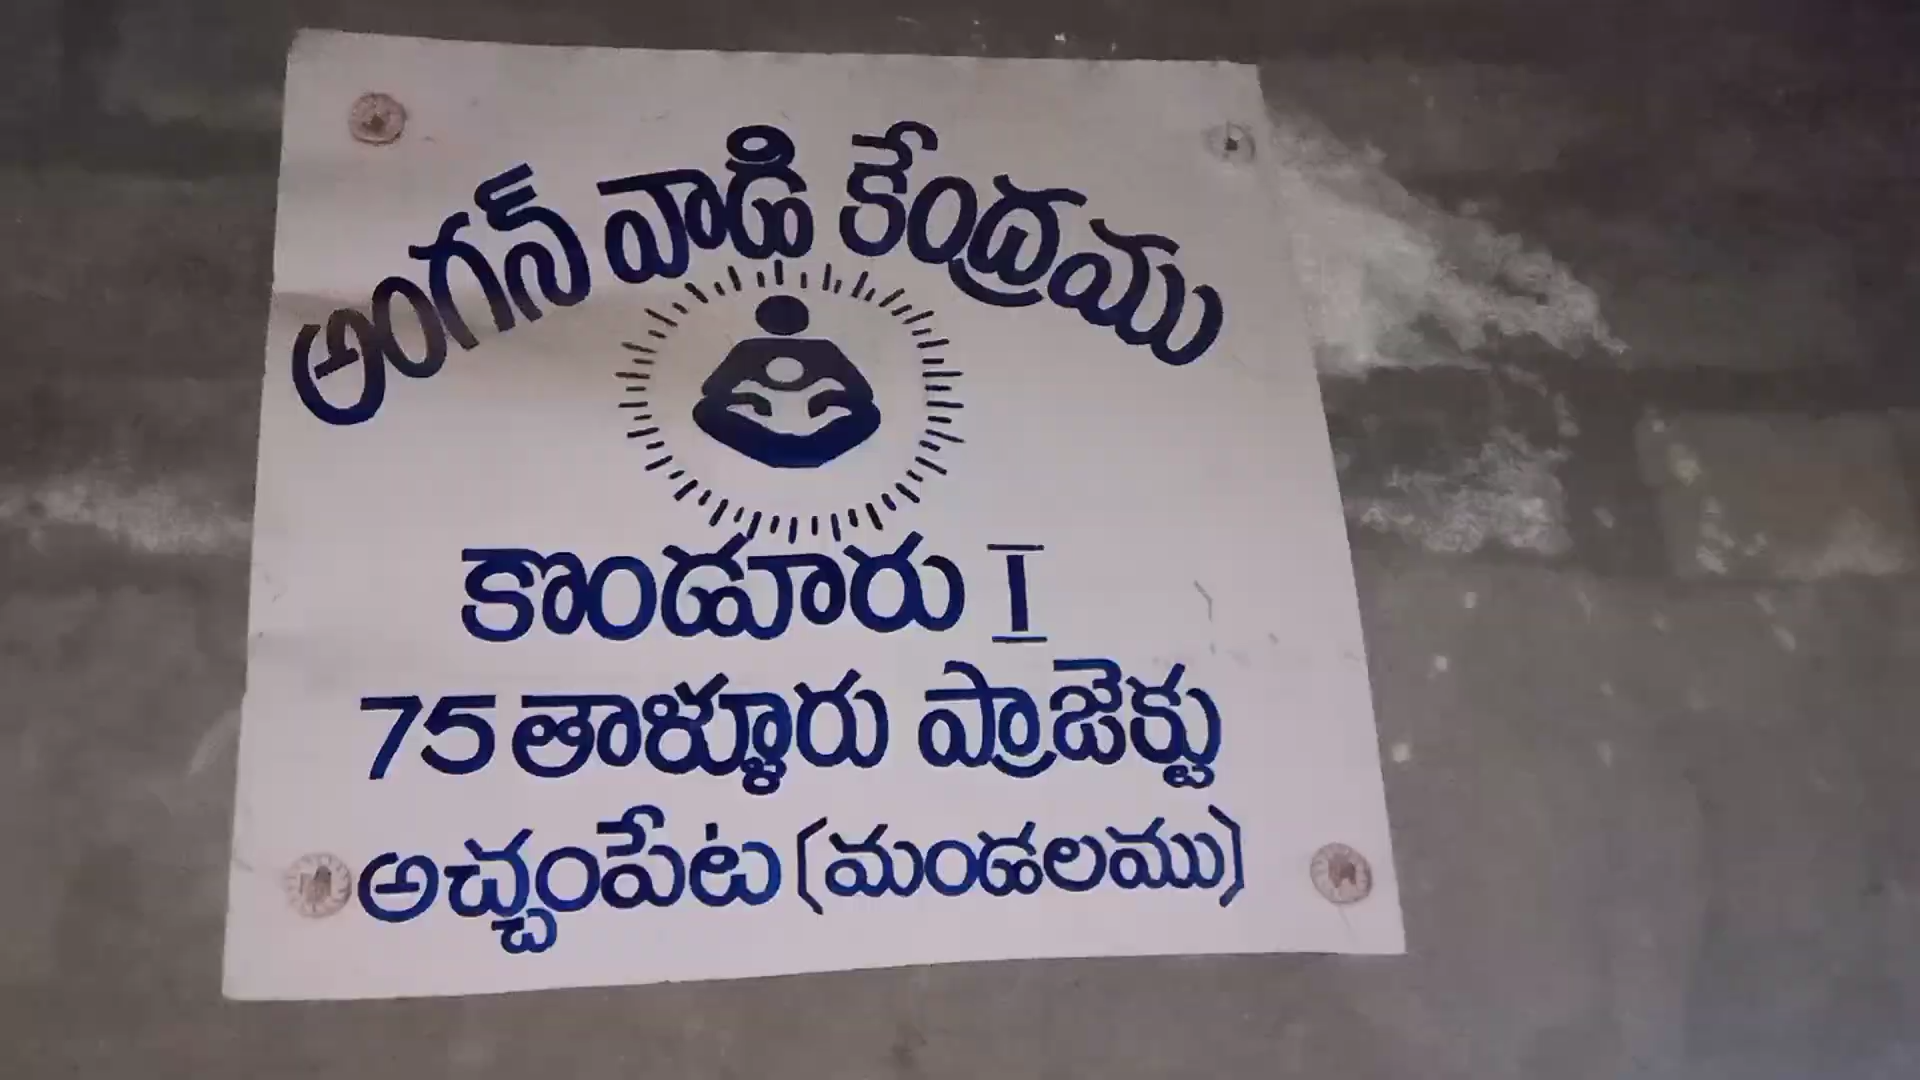 అంగన్ వాడి కేంద్రము
కొండూరు I
75 తాళ్ళూరు ప్రాజెక్టు
అచ్చంపేట (మండలము)